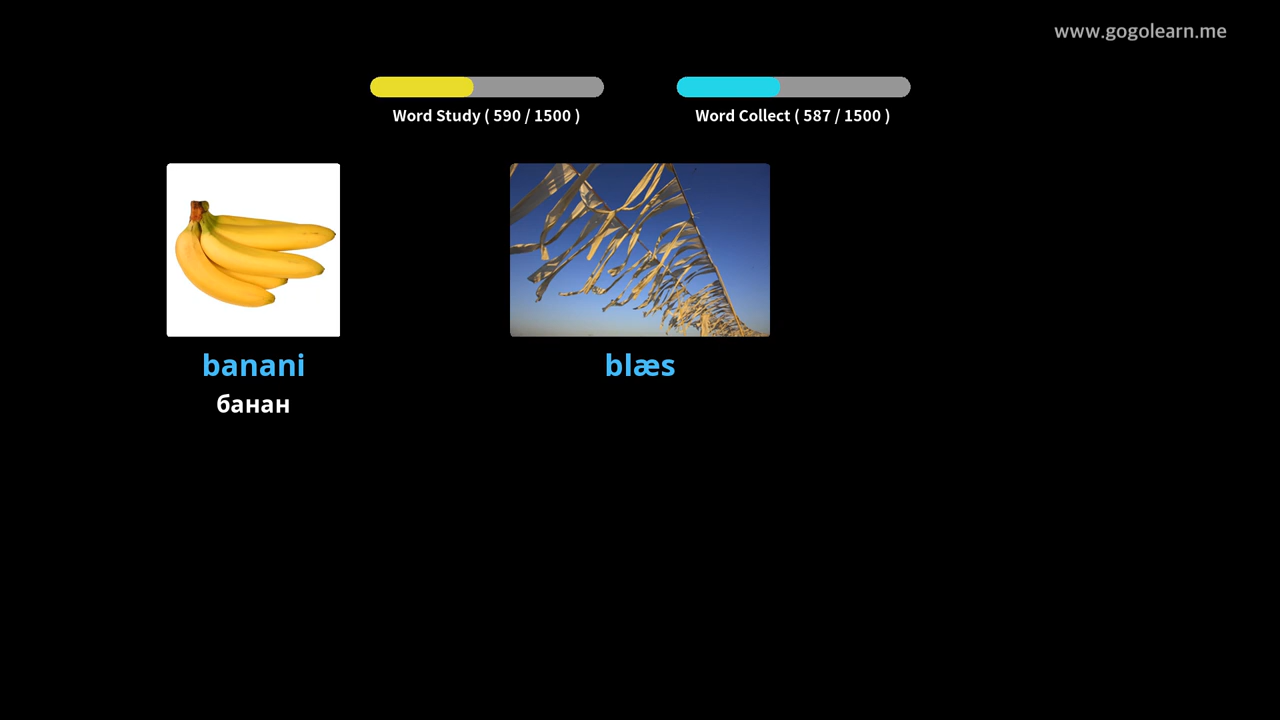 www.gogolearn.me
Word Study ( 590 / 1500 )
Word Collect ( 587 / 1500 )
banani
банан
blæs